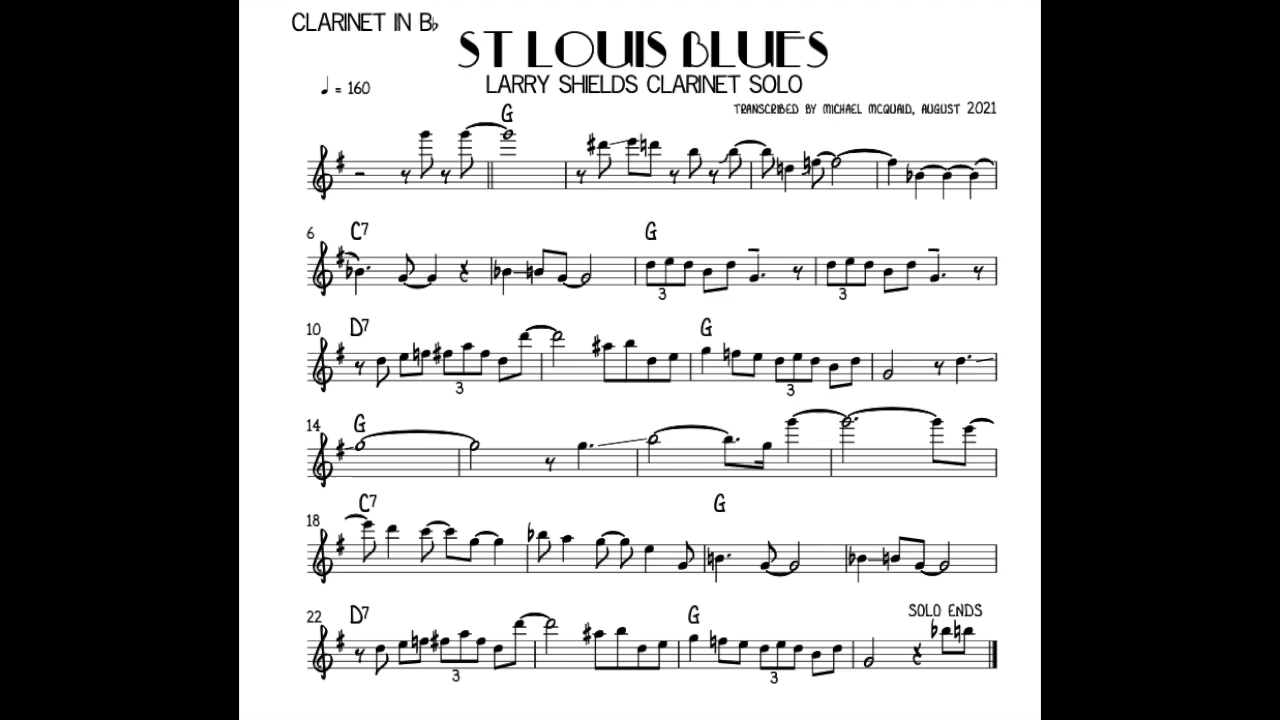 CLARINET IN B♭
ST LOUIS BLUES
LARRY SHIELDS CLARINET SOLO
♩ = 160
TRANSCRIBED BY MICHAEL MCQUAID, AUGUST 2021
G
6 C7 G
3 3
10 D7 G
3 3
14 G
18 C7 G
22 D7 G SOLO ENDS
3 3